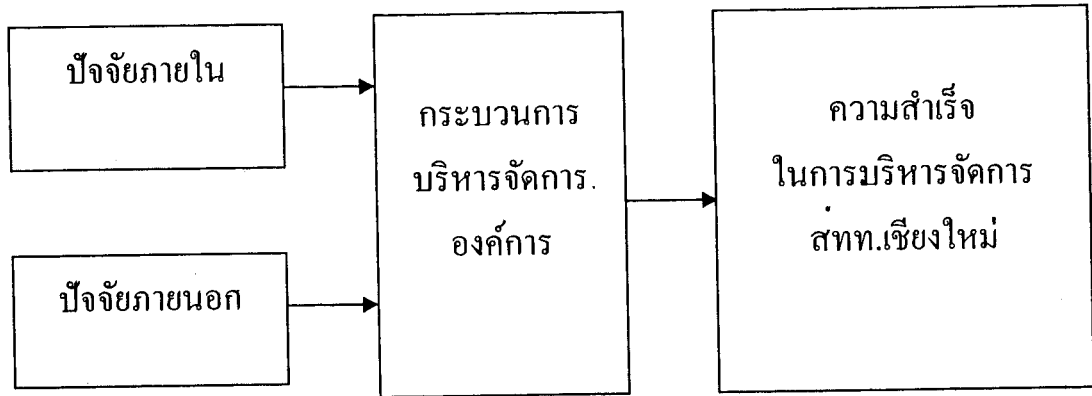 ปัจจัยภายใน
ปัจจัยภายนอก
กระบวนการ
บริหารจัดการ.
องค์การ
ความสำเร็จ
ในการบริหารจัดการ
สทท.เชียงใหม่